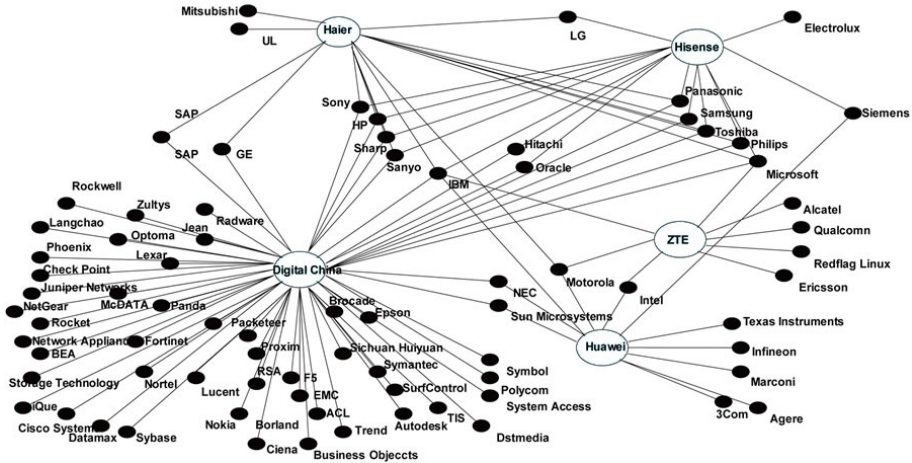 Mitsubishi
UL
Haier
LG
Hisense
Electrolux
Sony
HP
Sharp
Sanyo
Panasonic
Samsung
Toshiba
Philips
Siemens
SAP
SAP
GE
Hitachi
Oracle
IBM
Microsoft
Rockwell
Zultys
Radware
Langchao
Optoma
Jean
Phoenix
Lexar
Check Point
Digital China
ZTE
Alcatel
Qualcomn
Redflag Linux
Ericsson
Juniper Networks
NetGear
McDATA
Panda
Brocade
Epson
NEC
Sun Microsystems
Motorola
Intel
Rocket
Packeteer
Network Applianc
Fortinet
BEA
Proxim
Sichuan Huiyuan
Huawei
Texas Instruments
Infineon
Marconi
3Com
Agere
Storage Technology
Nortel
Lucent
RSA
F5
EMC
Symantec
SurfControl
Symbol
Polycom
System Access
iQue
Cisco System
Datamax
Sybase
Nokia
Borland
ACL
Trend
Autodesk
TIS
Dstmedia
Ciena
Business Objeccts